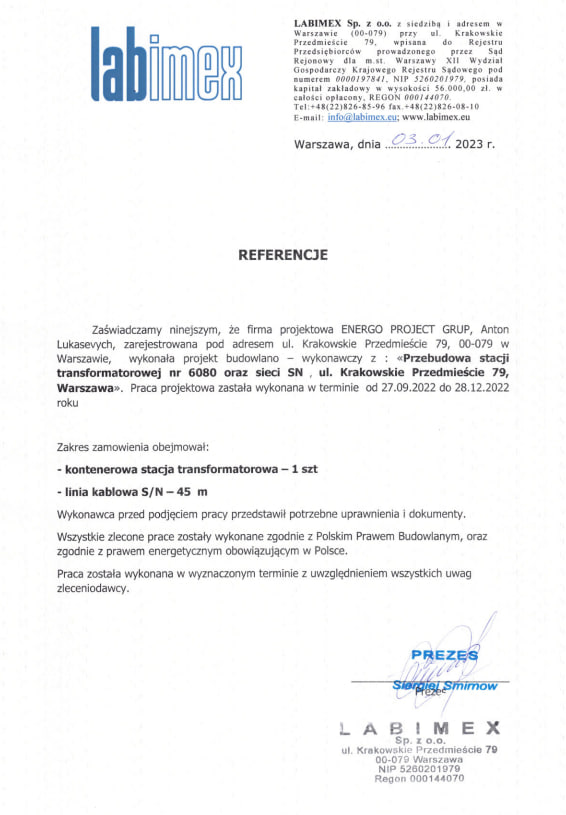 labimex
LABIMEX Sp. z o.o. z siedzibą i adresem w
Warszawie (00-079) przy ul. Krakowskie
Przedmieście 79, wpisana do Rejestru
Przedsiębiorców prowadzonego przez Sąd
Rejonowy dla m.st. Warszawy XII Wydział
Gospodarczy Krajowego Rejestru Sądowego pod
numerem 0000197841, NIP 5260201979, posiada
kapitał zakładowy w wysokości 56.000,00 zł. w
całości opłacony, REGON 000144070.
Tel:+48(22)826-85-96 fax.+48(22)826-08-10
E-mail: info@labimex.eu; www.labimex.eu
Warszawa, dnia 03.01. 2023 r.
REFERENCJE
Zaświadczamy ninejszym, że firma projektowa ENERGO PROJECT GRUP, Anton
Lukasevych, zarejestrowana pod adresem ul. Krakowskie Przedmieście 79, 00-079 w
Warszawie, wykonała projekt budowlano – wykonawczy z : «Przebudowa stacji
transformatorowej nr 6080 oraz sieci SN , ul. Krakowskie Przedmieście 79,
Warszawa». Praca projektowa zastała wykonana w terminie od 27.09.2022 do 28.12.2022
roku
Zakres zamowienia obejmował:
- kontenerowa stacja transformatorowa – 1 szt
- linia kablowa S/N – 45 m
Wykonawca przed podjęciem pracy przedstawił potrzebne uprawnienia i dokumenty.
Wszystkie zlecone prace zostały wykonane zgodnie z Polskim Prawem Budowlanym, oraz
zgodnie z prawem energetycznym obowiązującym w Polsce.
Praca została wykonana w wyznaczonym terminie z uwzględnieniem wszystkich uwag
zleceniodawcy.
PREZES
Siergiej Smirnow
Prezes
LABIMEX
Sp. z o.o.
ul. Krakowskie Przedmieście 79
00-079 Warszawa
NIP 5260201979
Regon 000144070